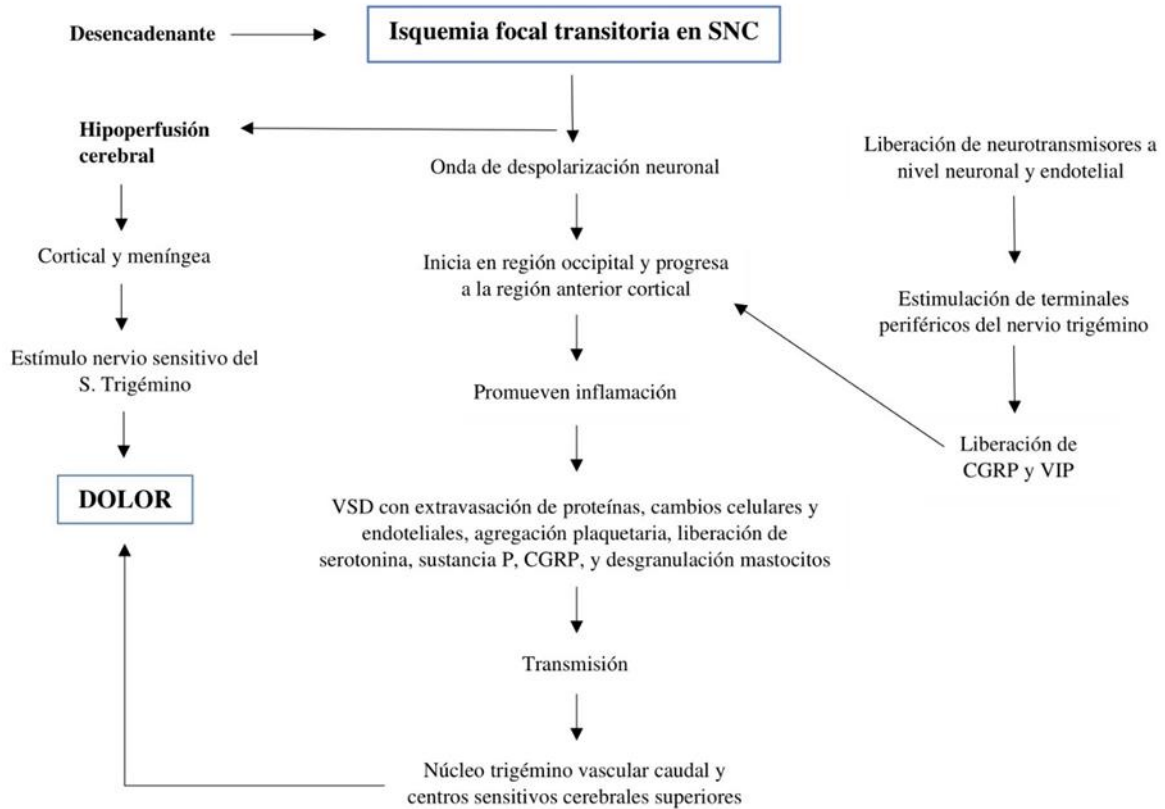 Desencadenante
Isquemia focal transitoria en SNC
Hipoperfusión
cerebral
Cortical y meníngea
Estímulo nervio sensitivo del
S. Trigémino
DOLOR
Onda de despolarización neuronal
Inicia en región occipital y progresa
a la región anterior cortical
Promueven inflamación
VSD con extravasación de proteínas, cambios celulares y
endoteliales, agregación plaquetaria, liberación de
serotonina, sustancia P, CGRP, y desgranulación mastocitos
Transmisión
Núcleo trigémino vascular caudal y
centros sensitivos cerebrales superiores
Liberación de neurotransmisores a
nivel neuronal y endotelial
Estimulación de terminales
periféricos del nervio trigémino
Liberación de
CGRP y VIP